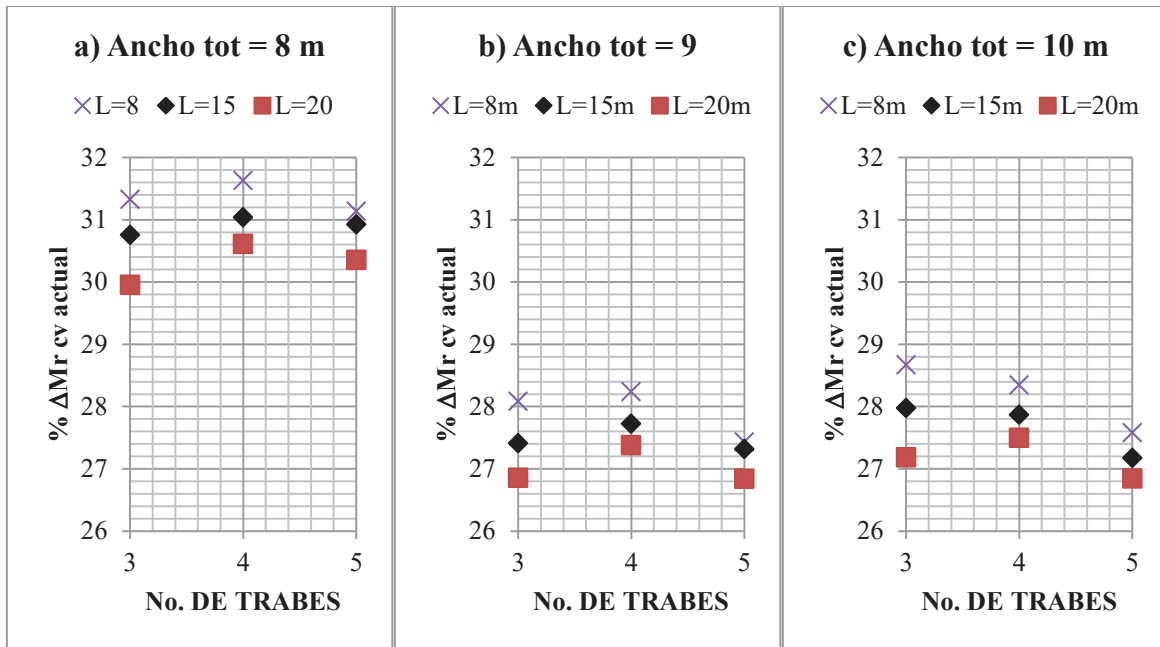 a) Ancho tot = 8 m
L=8 L=15 L=20
% ΔMr cv actual
32
31
30
29
28
27
26
3 4 5
No. DE TRABES
b) Ancho tot = 9
L=8m L=15m L=20m
% ΔMr cv actual
32
31
30
29
28
27
26
3 4 5
No. DE TRABES
c) Ancho tot = 10 m
L=8m L=15m L=20m
% ΔMr cv actual
32
31
30
29
28
27
26
3 4 5
No. DE TRABES